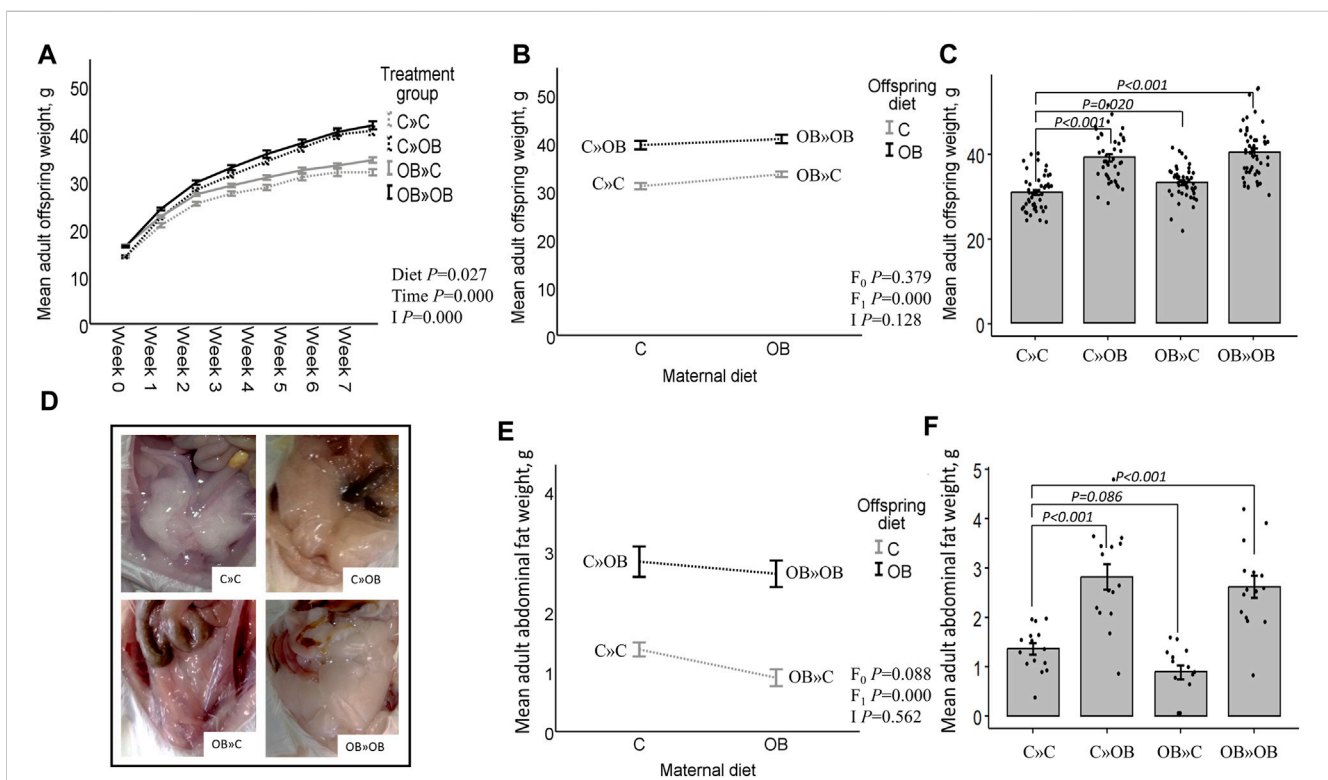 A
Mean adult offspring weight, g
50
40
30
20
10
0
Week 0
Week 1
Week 2
Week 3
Week 4
Week 5
Week 6
Week 7
Treatment
group
C»C
C»OB
OB»C
OB»OB
Diet P=0.027
Time P=0.000
I P=0.000
B
Mean adult offspring weight, g
50
40
30
20
10
0
C»OB
OB»OB
C»C
OB»C
C
OB
Maternal diet
Offspring
diet
C
OB
F0 P=0.379
F1 P=0.000
I P=0.128
C
Mean adult offspring weight, g
40
20
0
P<0.001
P=0.020
P<0.001
C»C
C»OB
OB»C
OB»OB
D
C»C
C»OB
OB»C
OB»OB
E
Mean adult abdominal fat weight, g
4
3
2
1
0
C»OB
OB»OB
C»C
OB»C
C
OB
Maternal diet
Offspring
diet
C
OB
F0 P=0.088
F1 P=0.000
I P=0.562
F
Mean adult abdominal fat weight, g
5
4
3
2
1
0
P<0.001
P=0.086
P<0.001
C»C
C»OB
OB»C
OB»OB